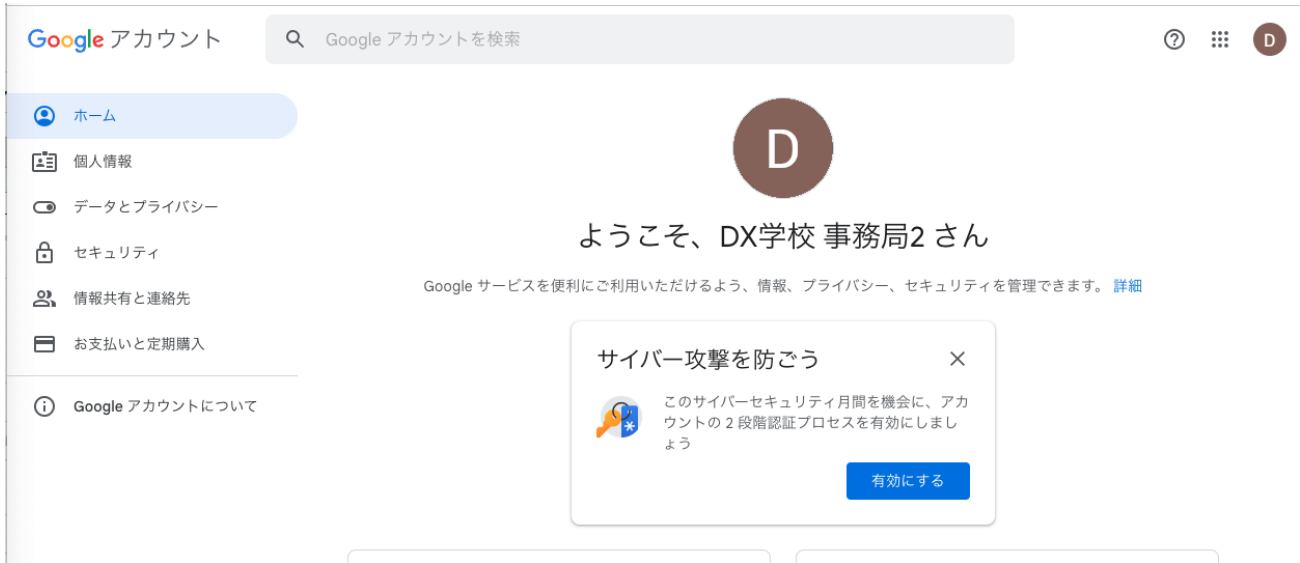 Google アカウント
Google アカウントを検索
D
ホーム
個人情報
データとプライバシー
セキュリティ
情報共有と連絡先
お支払いと定期購入
Google アカウントについて
D
ようこそ、DX学校 事務局2 さん
Google サービスを便利にご利用いただけるよう、情報、プライバシー、セキュリティを管理できます。 詳細
サイバー攻撃を防ごう
このサイバーセキュリティ月間を機会に、アカ
ウントの 2 段階認証プロセスを有効にしまし
ょう
有効にする